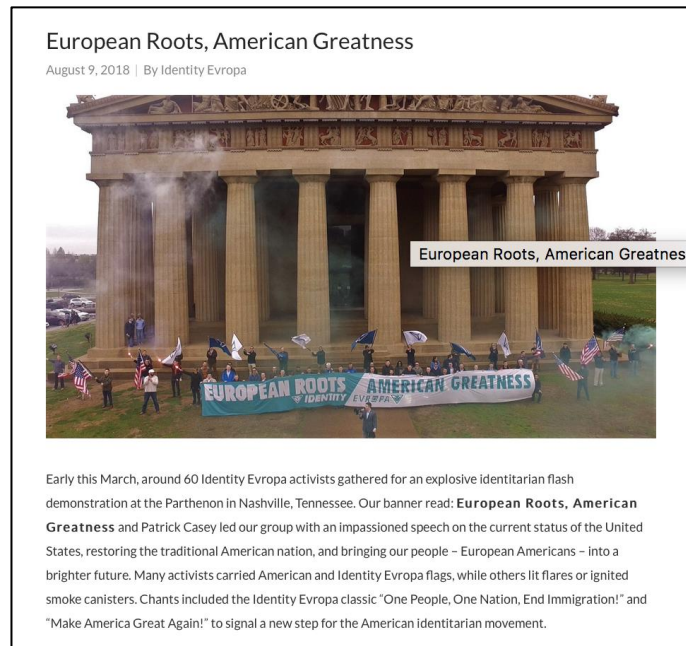 European Roots, American Greatness
August 9, 2018 | By Identity Evropa
European Roots, American Greatnes
EUROPEAN ROOTS AMERICAN GREATNESS
IDENTITY EVROPA
Early this March, around 60 Identity Evropa activists gathered for an explosive identitarian flash
demonstration at the Parthenon in Nashville, Tennessee. Our banner read: European Roots, American
Greatness and Patrick Casey led our group with an impassioned speech on the current status of the United
States, restoring the traditional American nation, and bringing our people – European Americans – into a
brighter future. Many activists carried American and Identity Evropa flags, while others lit flares or ignited
smoke canisters. Chants included the Identity Evropa classic “One People, One Nation, End Immigration!” and
“Make America Great Again!” to signal a new step for the American identitarian movement.